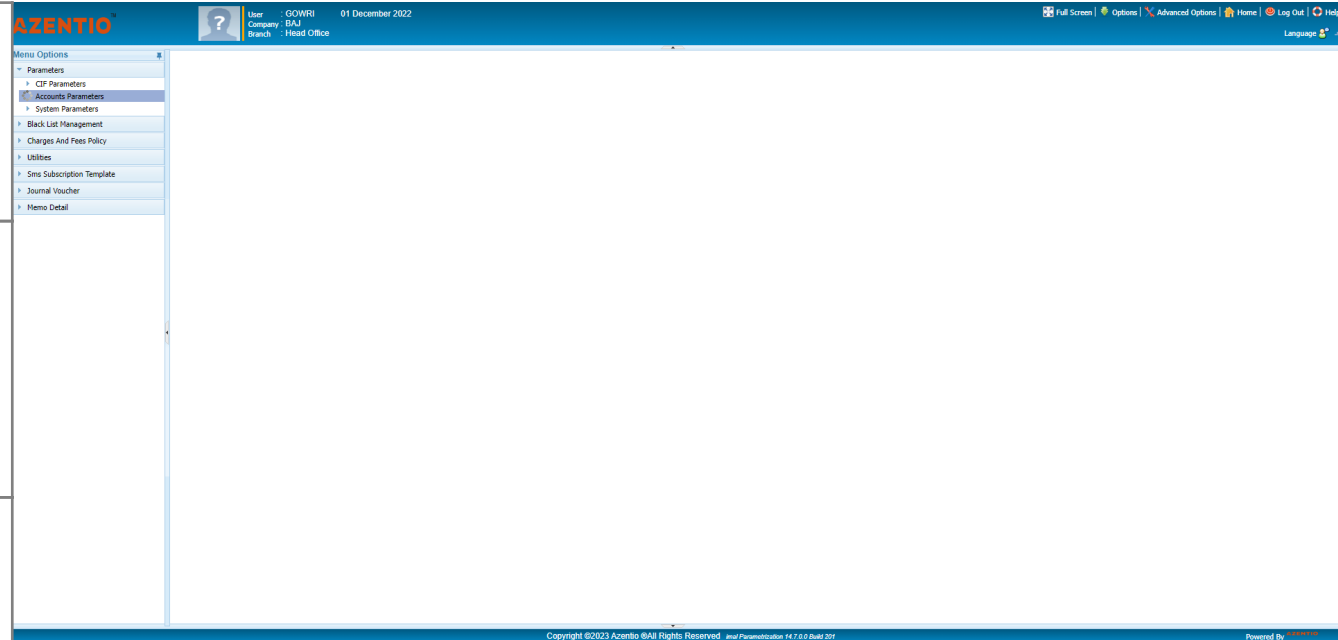 AZENTIO
User : GOWRI 01 December 2022
Company : BAJ
Branch : Head Office
Full Screen | Options | Advanced Options | Home | Log Out | Help
Language
Menu Options
Parameters
CIF Parameters
Accounts Parameters
System Parameters
Black List Management
Charges And Fees Policy
Utilities
Sms Subscription Template
Journal Voucher
Memo Detail
Copyright ©2023 Azentio ®All Rights Reserved imal Parametrization 14.7.0.0 Build 201
Powered By AZENTIO